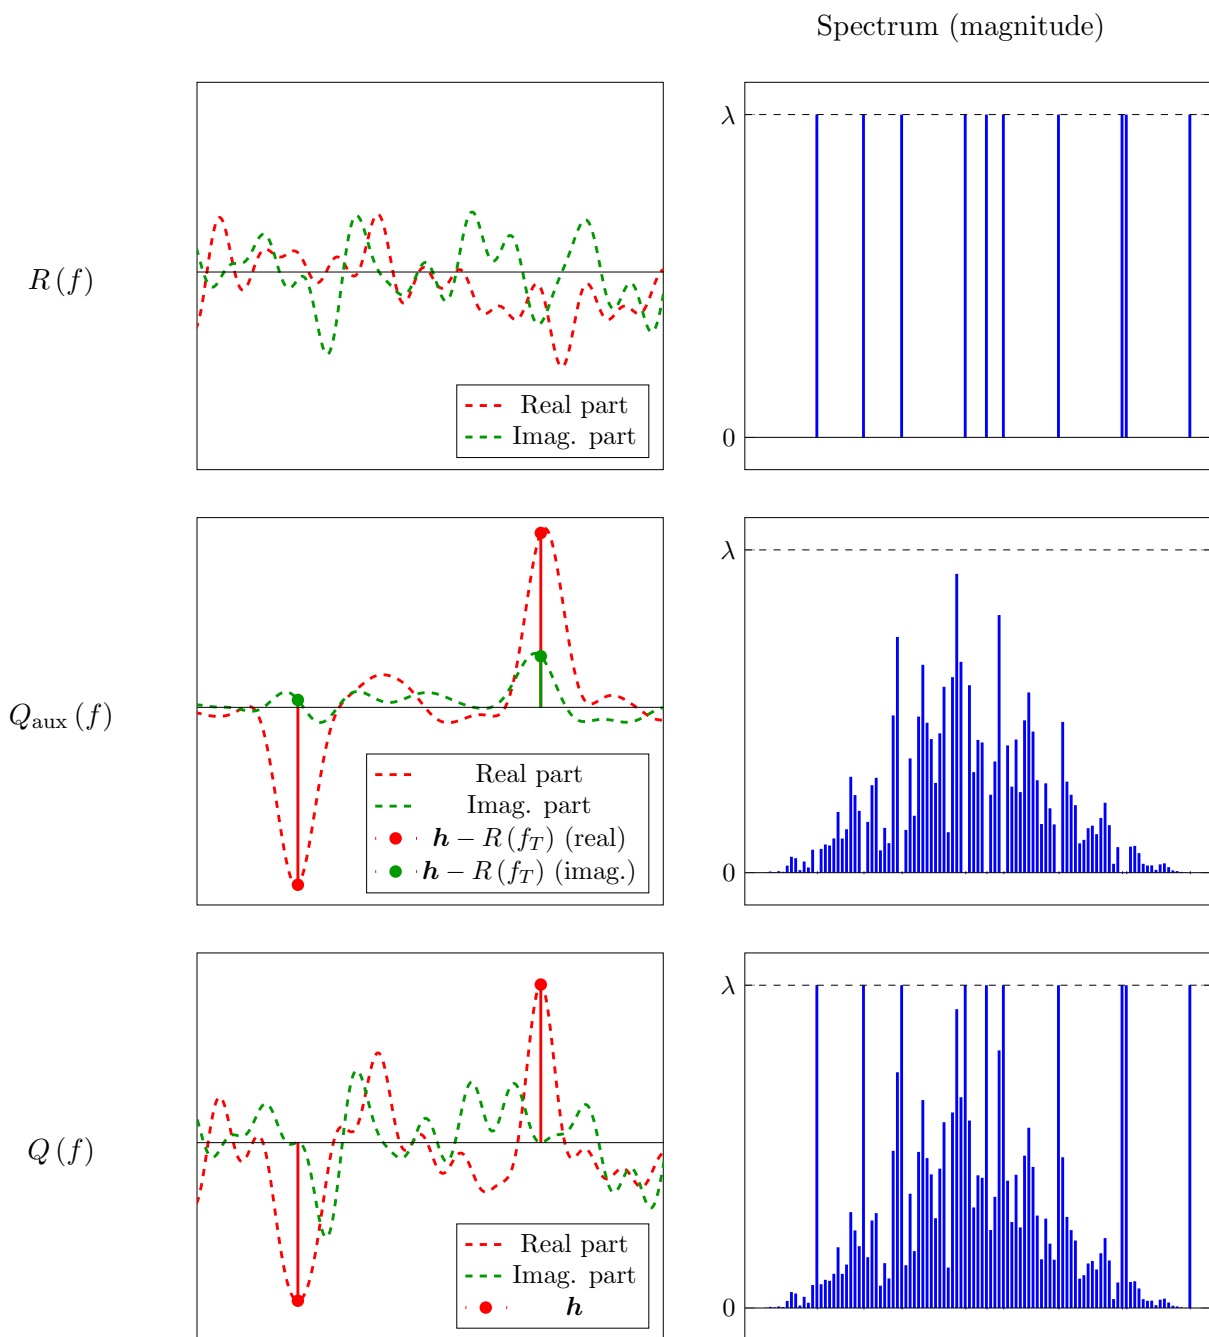 Spectrum (magnitude)
λ
R (f)
Real part
Imag. part
0
λ
Q_aux (f)
Real part
Imag. part
h − R (f_T) (real)
h − R (f_T) (imag.)
0
λ
Q (f)
Real part
Imag. part
h
0